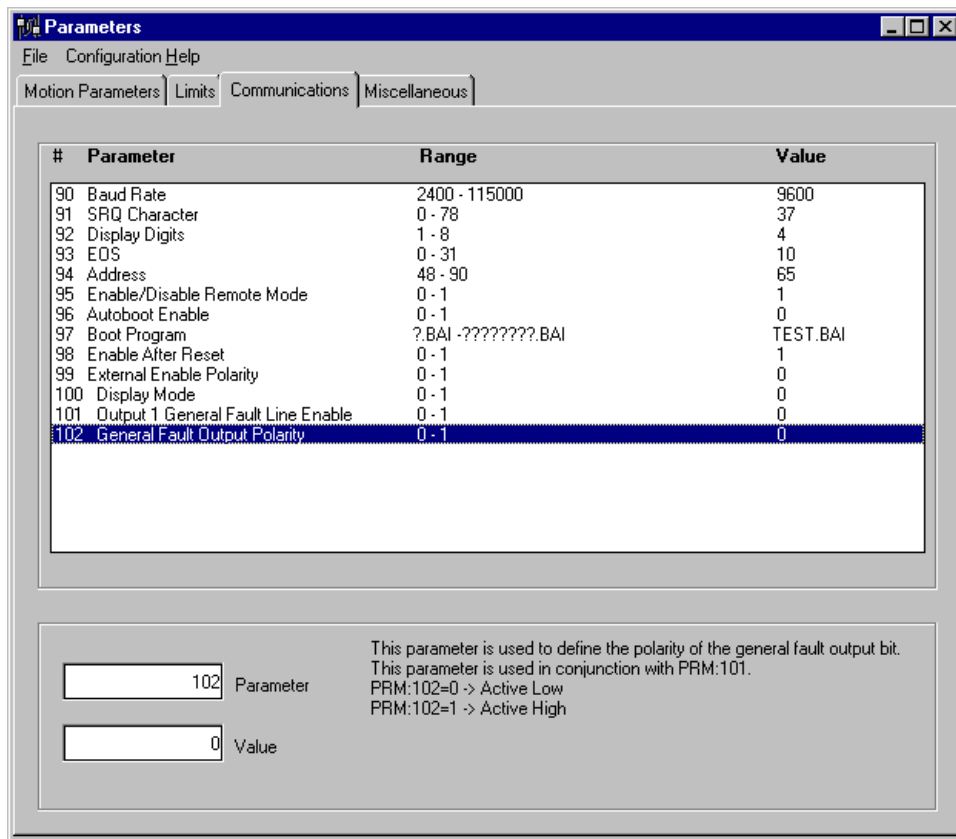 Parameters
File Configuration Help
Motion Parameters Limits Communications Miscellaneous
# Parameter Range Value
90 Baud Rate 2400 - 115000 9600
91 SRQ Character 0 - 78 37
92 Display Digits 1 - 8 4
93 EOS 0 - 31 10
94 Address 48 - 90 65
95 Enable/Disable Remote Mode 0 - 1 1
96 Autoboot Enable 0 - 1 0
97 Boot Program ?.BAI -????????.BAI TEST.BAI
98 Enable After Reset 0 - 1 1
99 External Enable Polarity 0 - 1 0
100 Display Mode 0 - 1 0
101 Output 1 General Fault Line Enable 0 - 1 0
102 General Fault Output Polarity 0 - 1 0
This parameter is used to define the polarity of the general fault output bit.
This parameter is used in conjunction with PRM:101.
PRM:102=0 -> Active Low
PRM:102=1 -> Active High
102 Parameter
0 Value